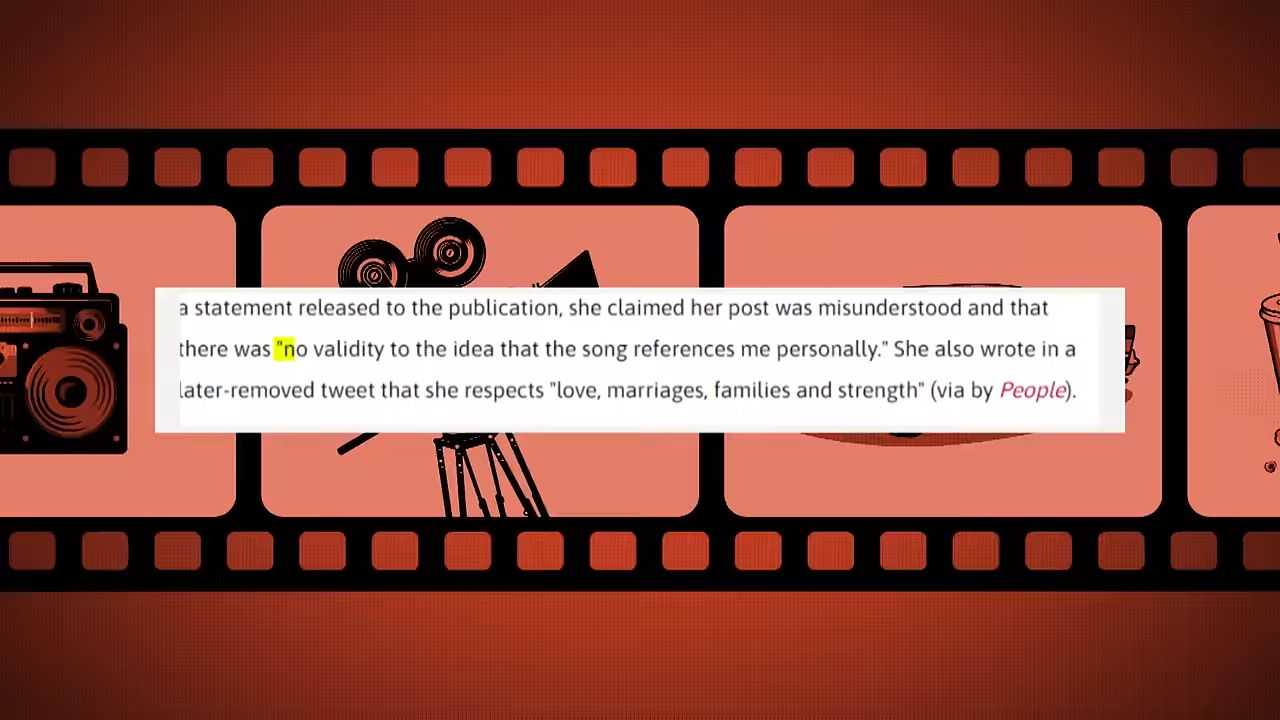 a statement released to the publication, she claimed her post was misunderstood and that
there was "no validity to the idea that the song references me personally." She also wrote in a
later-removed tweet that she respects "love, marriages, families and strength" (via by People).